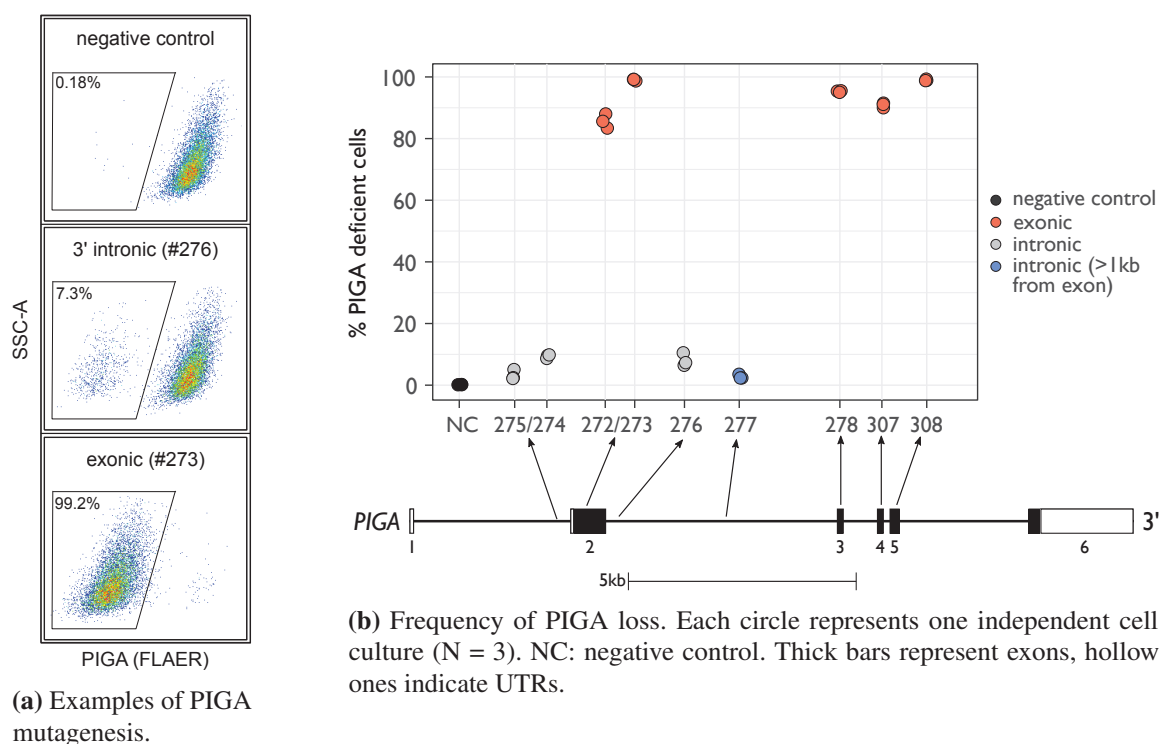 negative control
0.18%
3' intronic (#276)
7.3%
exonic (#273)
99.2%
SSC-A
PIGA (FLAER)
(a) Examples of PIGA
mutagenesis.
% PIGA deficient cells
100
80
60
40
20
0
NC 275/274 272/273 276 277 278 307 308
negative control
exonic
intronic
intronic (>1kb
from exon)
PIGA 3'
1 2 3 4 5 6
5kb
(b) Frequency of PIGA loss. Each circle represents one independent cell
culture (N = 3). NC: negative control. Thick bars represent exons, hollow
ones indicate UTRs.